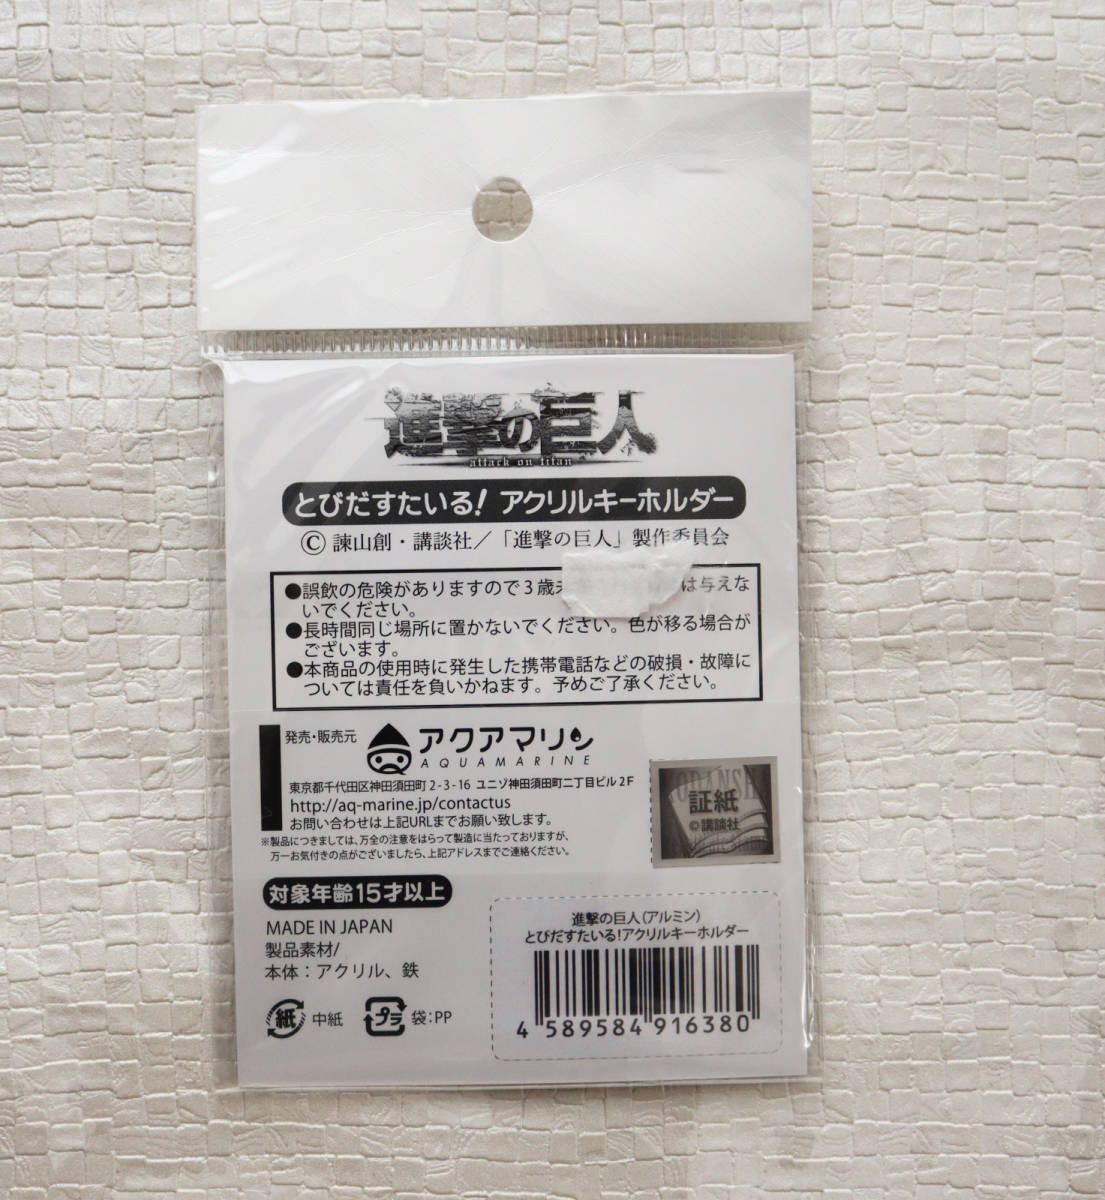 進撃の巨人
attack on titan
とびだすたいる！アクリルキーホルダー
© 諫山創・講談社／「進撃の巨人」製作委員会
●誤飲の危険がありますので３歳未は与えな
いでください。
●長時間同じ場所に置かないでください。色が移る場合が
ございます。
●本商品の使用時に発生した携帯電話などの破損・故障に
ついては責任を負いかねます。予めご了承ください。
発売・販売元
アクアマリン
AQUAMARINE
東京都千代田区神田須田町 2-3-16 ユニゾ神田須田町二丁目ビル 2F
http://aq-marine.jp/contactus
お問い合わせは上記URLまでお願い致します。
※製品につきましては、万全の注意をはらって製造に当たっておりますが、
万一お気付きの点がございましたら、上記アドレスまでご連絡ください。
KODANSH
証紙
©講談社
対象年齢15才以上
MADE IN JAPAN
製品素材/
本体：アクリル、鉄
紙 中紙
プラ 袋:PP
進撃の巨人（アルミン）
とびだすたいる！アクリルキーホルダー
4 589584 916380